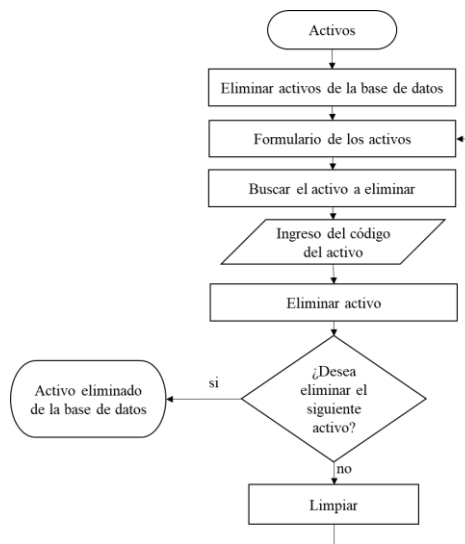 Activos
Eliminar activos de la base de datos
Formulario de los activos
Buscar el activo a eliminar
Ingreso del código
del activo
Eliminar activo
¿Desea
eliminar el
siguiente
activo?
si
Activo eliminado
de la base de datos
no
Limpiar